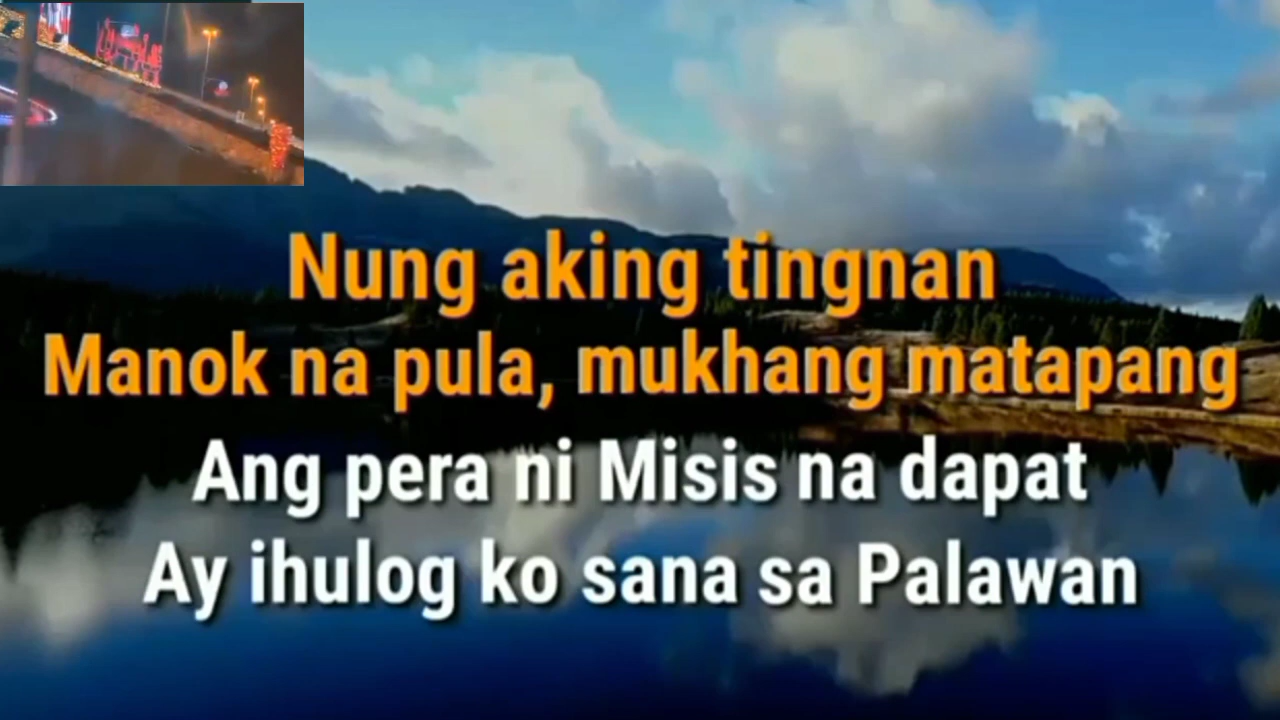 Nung aking tingnan
Manok na pula, mukhang matapang
Ang pera ni Misis na dapat
Ay ihulog ko sana sa Palawan